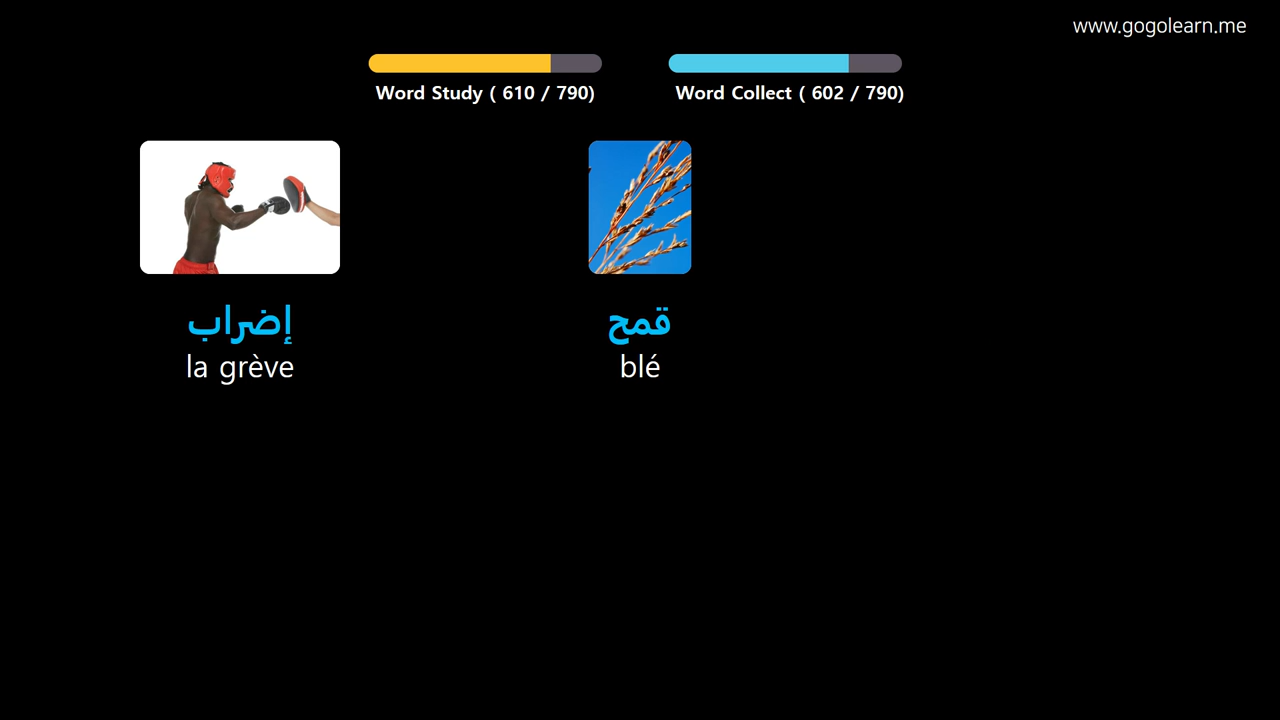 www.gogolearn.me
Word Study ( 610 / 790)
Word Collect ( 602 / 790)
إضراب
la grève
قمح
blé